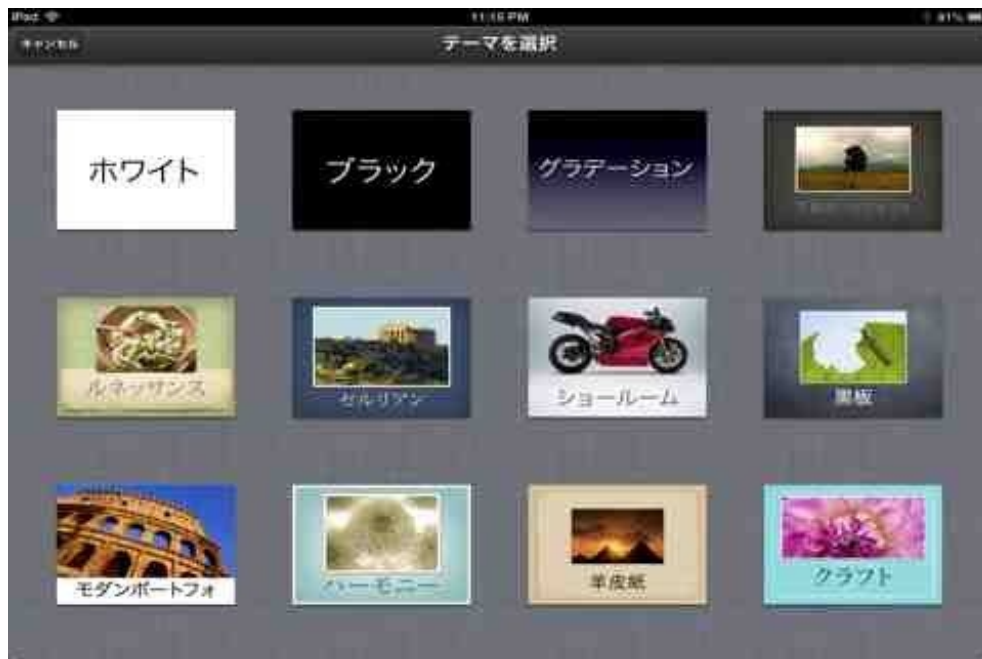 iPad
11:15 PM
81%
キャンセル
テーマを選択
ホワイト
ブラック
グラデーション
ルネッサンス
セルリアン
ショールーム
黒板
モダンポートフォ
ハーモニー
羊皮紙
クラフト